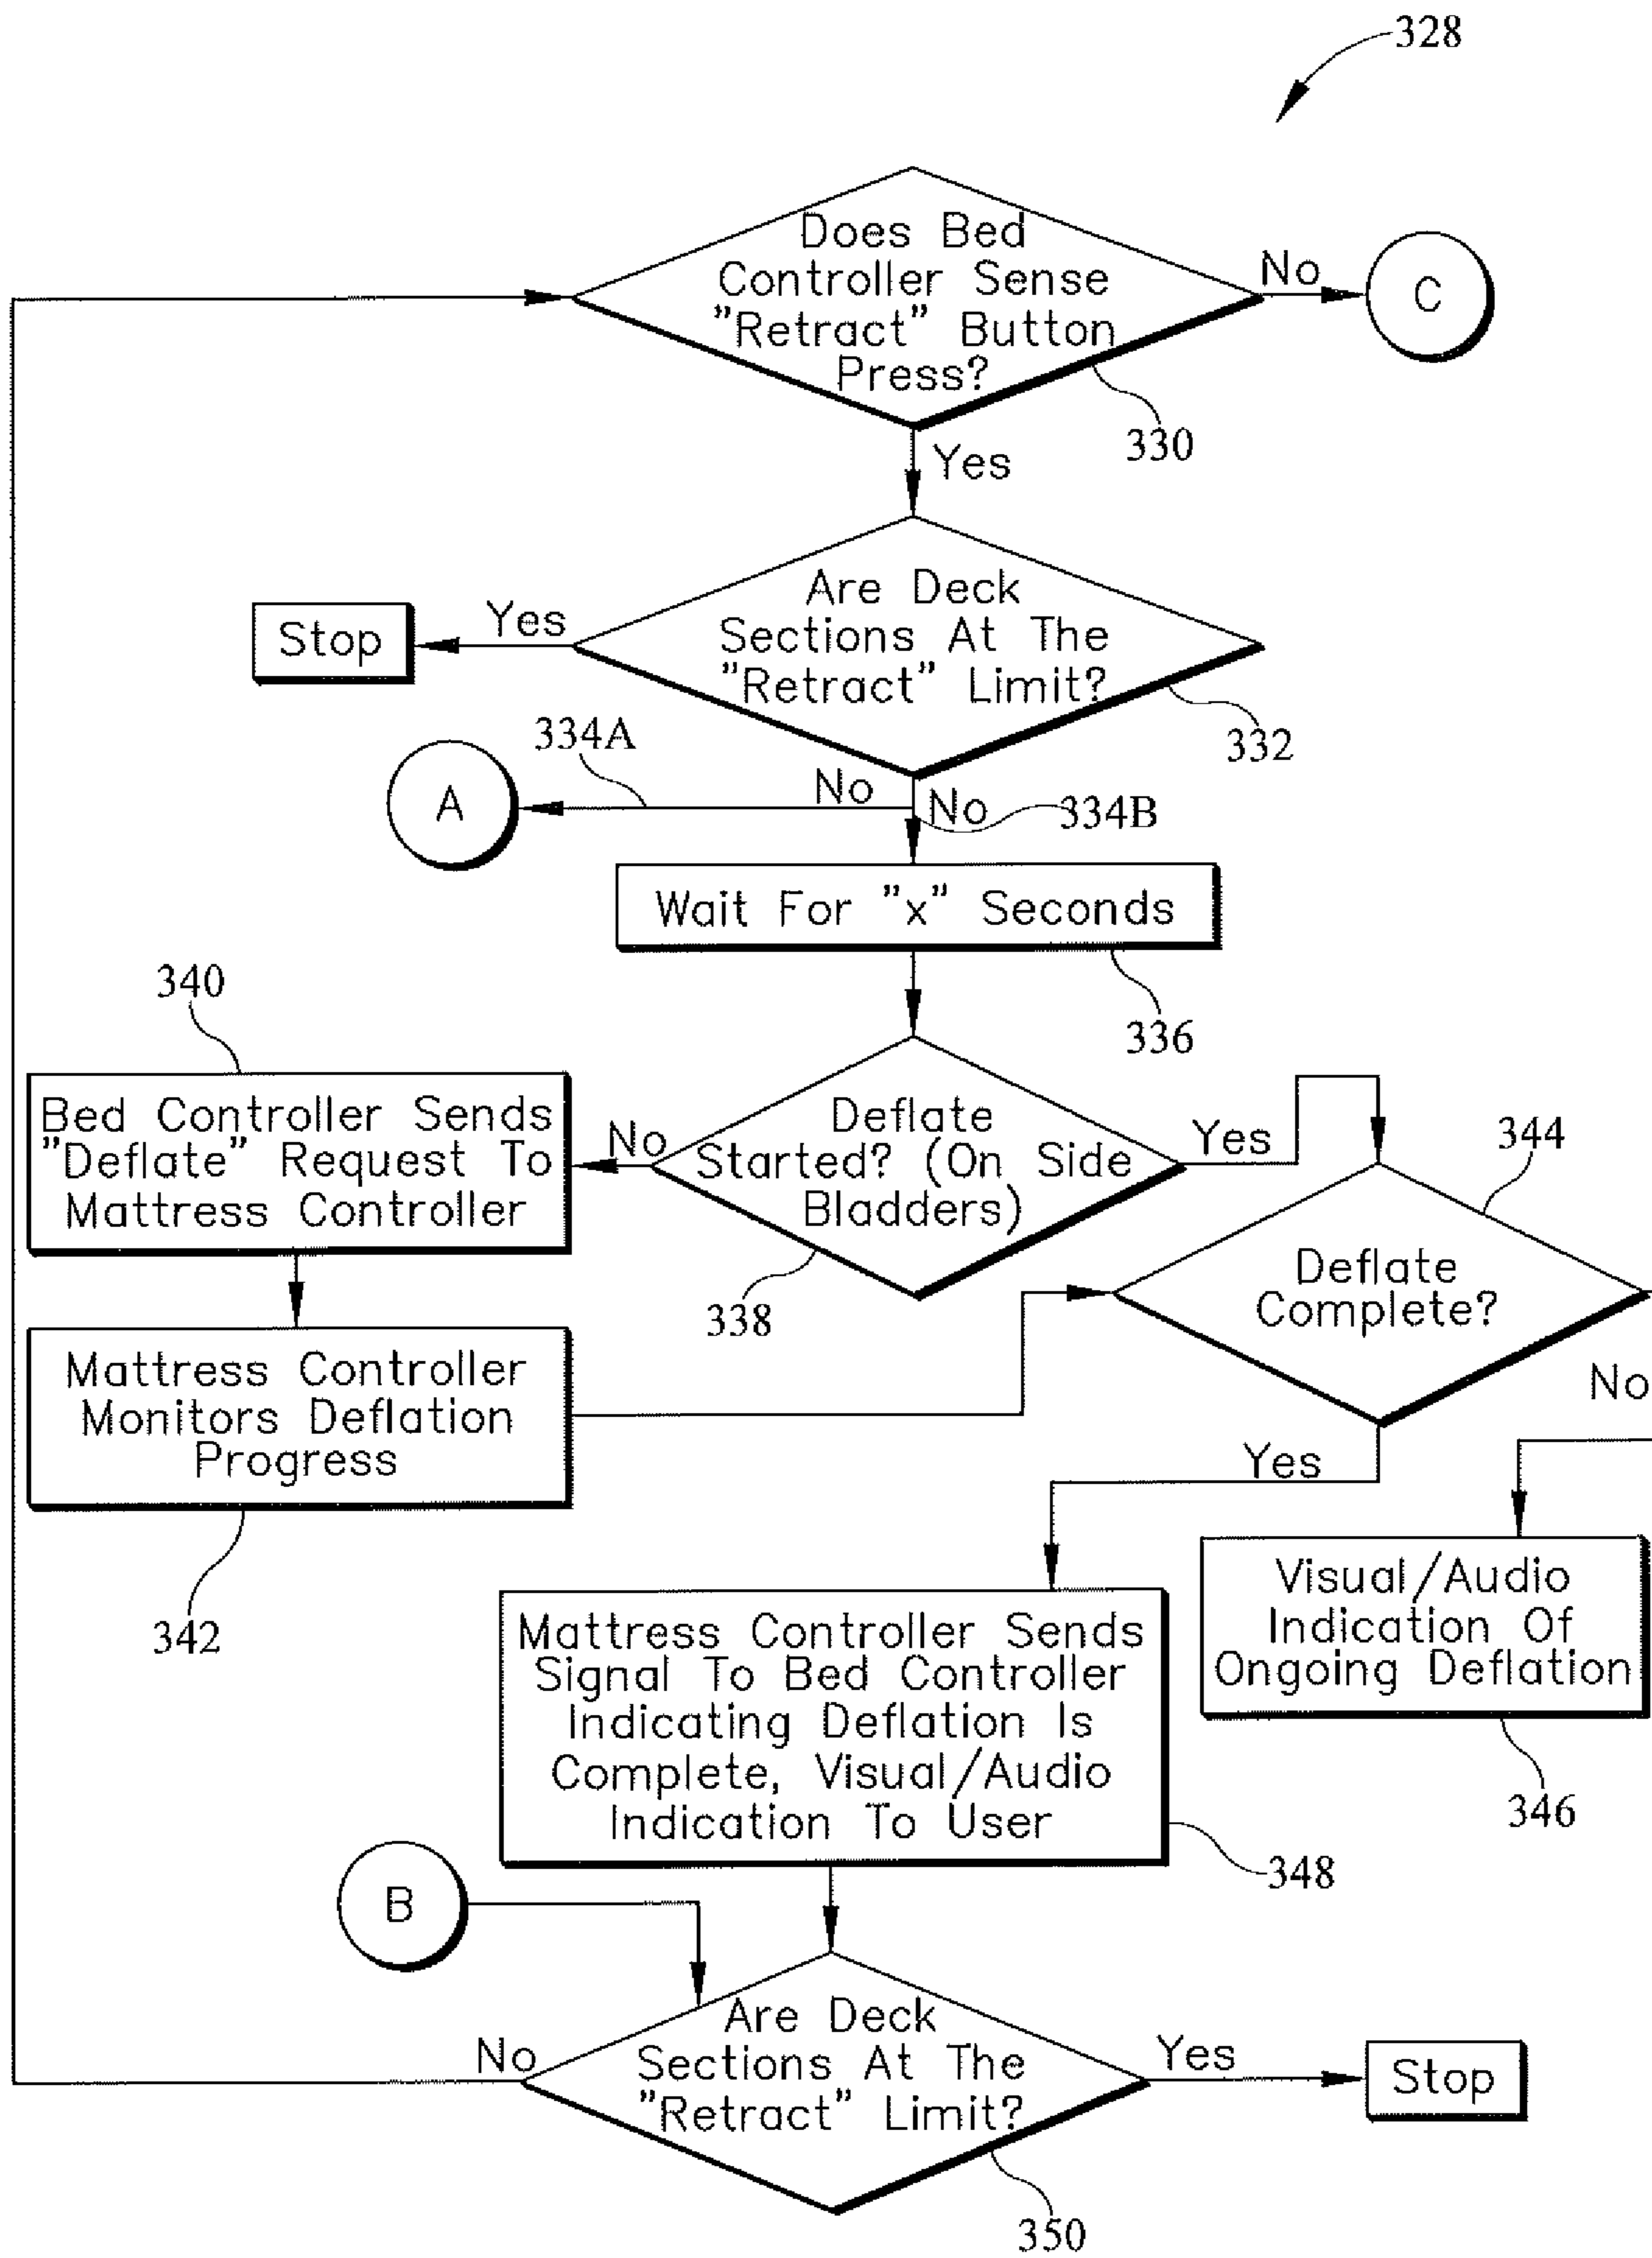 328
Does Bed
Controller Sense
"Retract" Button
Press?
No
C
330
Yes
Are Deck
Sections At The
"Retract" Limit?
Yes
Stop
332
334A
No
A
No
334B
Wait For "x" Seconds
336
340
Bed Controller Sends
"Deflate" Request To
Mattress Controller
No
Deflate
Started? (On Side
Bladders)
Yes
338
344
Deflate
Complete?
No
Mattress Controller
Monitors Deflation
Progress
342
Yes
Visual/Audio
Indication Of
Ongoing Deflation
346
Mattress Controller Sends
Signal To Bed Controller
Indicating Deflation Is
Complete, Visual/Audio
Indication To User
348
B
Are Deck
Sections At The
"Retract" Limit?
No
Yes
Stop
350